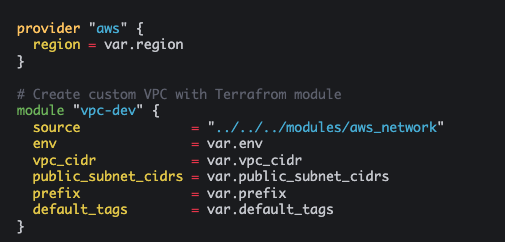 provider "aws" {
  region = var.region
}
# Create custom VPC with Terrafrom module
module "vpc-dev" {
  source              = "../../../modules/aws_network"
  env                 = var.env
  vpc_cidr            = var.vpc_cidr
  public_subnet_cidrs = var.public_subnet_cidrs
  prefix              = var.prefix
  default_tags        = var.default_tags
}